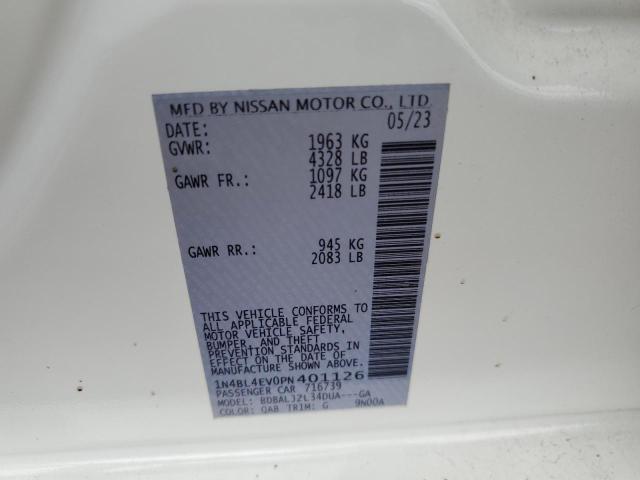 MFD BY NISSAN MOTOR CO., LTD.
DATE: 05/23
GVWR: 1963 KG
4328 LB
GAWR FR.: 1097 KG
2418 LB
GAWR RR.: 945 KG
2083 LB
THIS VEHICLE CONFORMS TO
ALL APPLICABLE FEDERAL
MOTOR VEHICLE SAFETY,
BUMPER, AND THEFT
PREVENTION STANDARDS IN
EFFECT ON THE DATE OF
MANUFACTURE SHOWN ABOVE.
1N4BL4EV0PN401126
PASSENGER CAR 716739
MODEL: BDBALJZL34DUA---GA
COLOR: QAB TRIM: G 9N00A